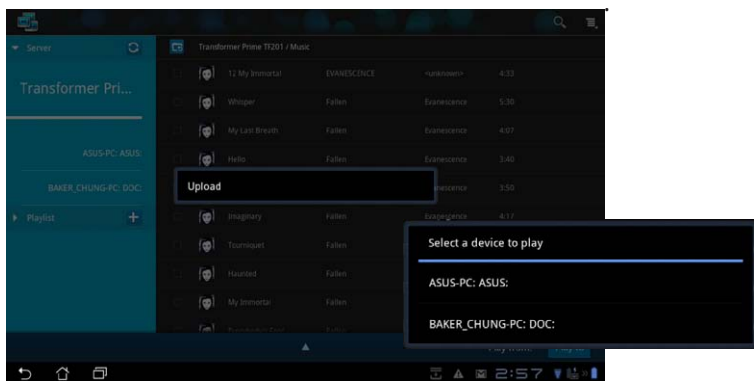 Server
Transformer Prime TF201 / Music
Transformer Pri...
12 My Immortal EVANESCENCE <unknown> 4:33
Whisper Fallen Evanescence 5:30
My Last Breath Fallen Evanescence 4:07
ASUS-PC: ASUS:
Hello Fallen Evanescence 3:40
BAKER_CHUNG-PC: DOC:
Upload
3:50
Playlist
Imaginary Fallen Evanescence 4:17
Tourniquet Fallen
Haunted Fallen
My Immortal Fallen
Select a device to play
ASUS-PC: ASUS:
BAKER_CHUNG-PC: DOC:
2:57